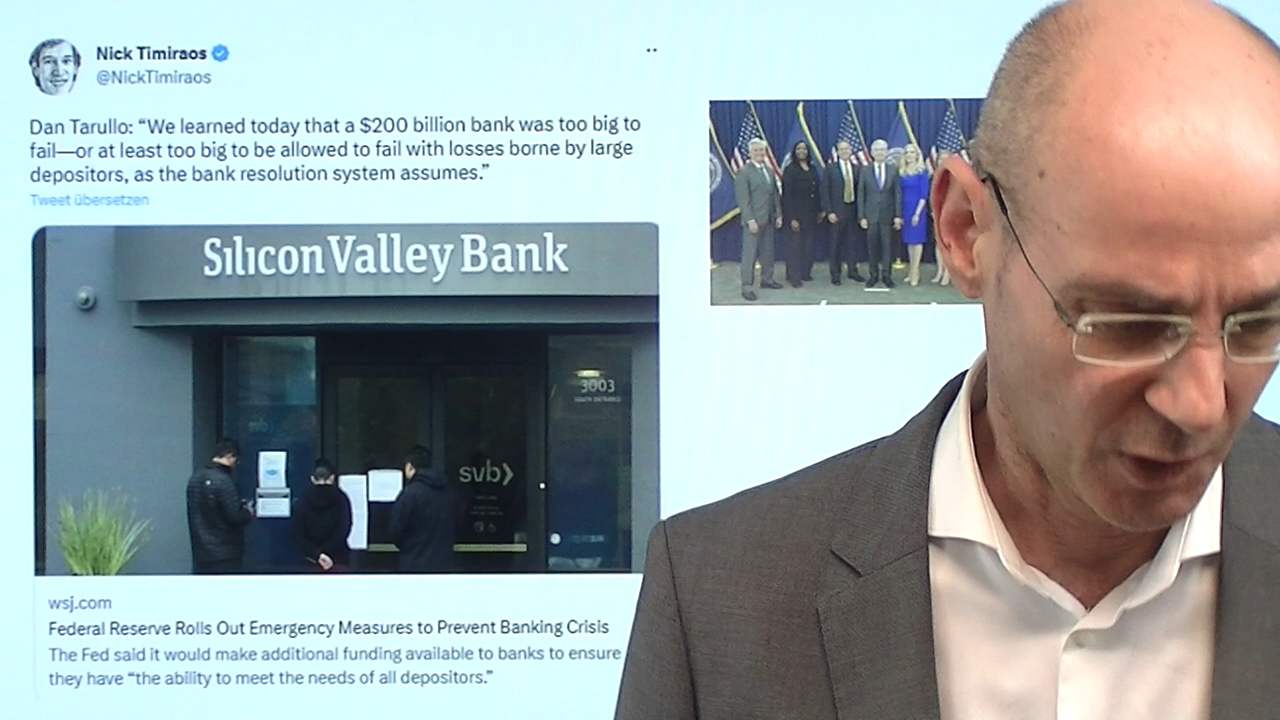 Nick Timiraos
@NickTimiraos
Dan Tarullo: “We learned today that a $200 billion bank was too big to
fail—or at least too big to be allowed to fail with losses borne by large
depositors, as the bank resolution system assumes.”
Tweet übersetzen
Silicon Valley Bank
3003
SOUTH ENTRANCE
svb
svb>
wsj.com
Federal Reserve Rolls Out Emergency Measures to Prevent Banking Crisis
The Fed said it would make additional funding available to banks to ensure
they have “the ability to meet the needs of all depositors.”